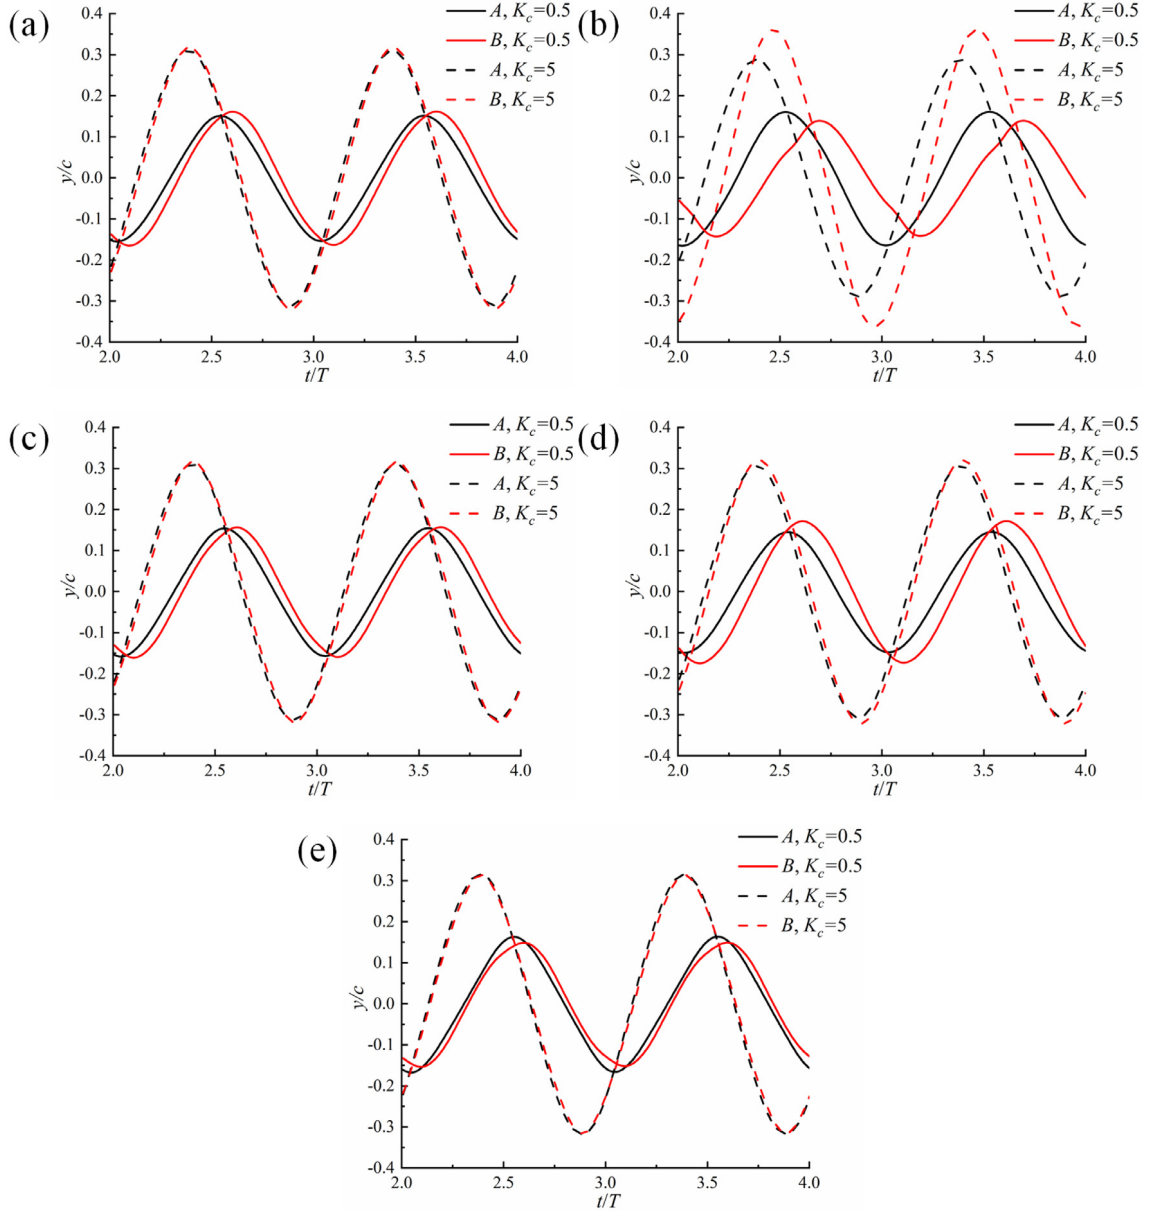 (a)
A, Kc=0.5
B, Kc=0.5
A, Kc=5
B, Kc=5
0.4
0.3
0.2
0.1
0.0
-0.1
-0.2
-0.3
-0.4
y/c
2.0 2.5 3.0 3.5 4.0
t/T
(b)
A, Kc=0.5
B, Kc=0.5
A, Kc=5
B, Kc=5
0.4
0.3
0.2
0.1
0.0
-0.1
-0.2
-0.3
-0.4
y/c
2.0 2.5 3.0 3.5 4.0
t/T
(c)
A, Kc=0.5
B, Kc=0.5
A, Kc=5
B, Kc=5
0.4
0.3
0.2
0.1
0.0
-0.1
-0.2
-0.3
-0.4
y/c
2.0 2.5 3.0 3.5 4.0
t/T
(d)
A, Kc=0.5
B, Kc=0.5
A, Kc=5
B, Kc=5
0.4
0.3
0.2
0.1
0.0
-0.1
-0.2
-0.3
-0.4
y/c
2.0 2.5 3.0 3.5 4.0
t/T
(e)
A, Kc=0.5
B, Kc=0.5
A, Kc=5
B, Kc=5
0.4
0.3
0.2
0.1
0.0
-0.1
-0.2
-0.3
-0.4
y/c
2.0 2.5 3.0 3.5 4.0
t/T